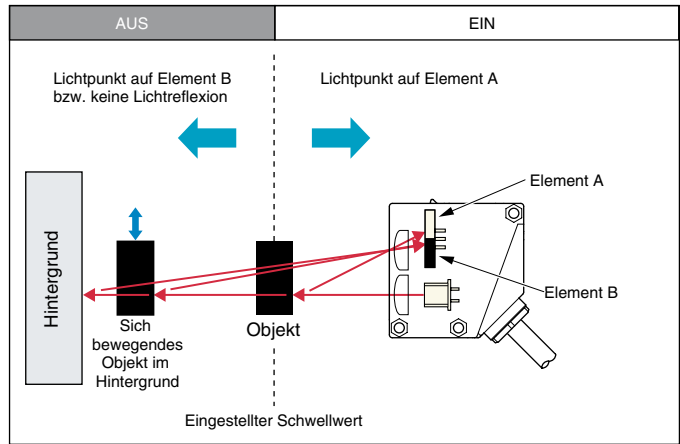 AUS
EIN
Lichtpunkt auf Element B
bzw. keine Lichtreflexion
Lichtpunkt auf Element A
Element A
Element B
Hintergrund
Sich
bewegendes
Objekt im
Hintergrund
Objekt
Eingestellter Schwellwert